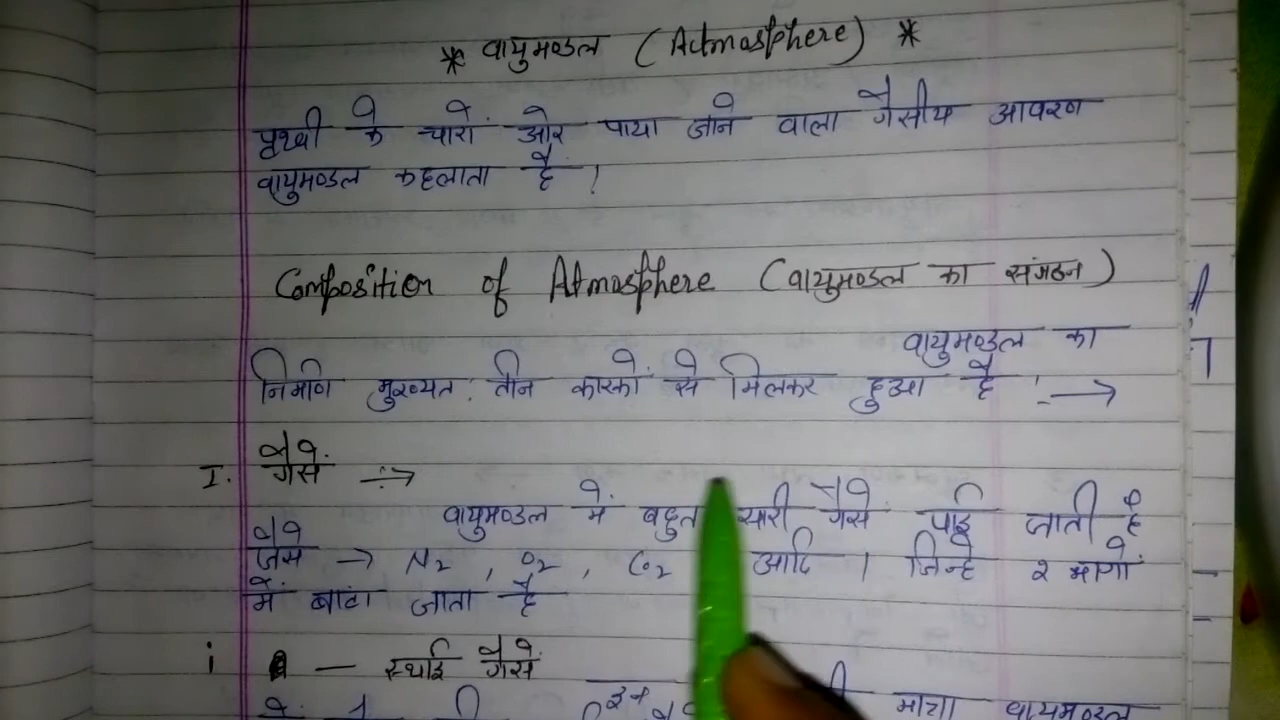 * वायुमण्डल (Actmosphere) *
पृथ्वी के चारों ओर पाया जाने वाला गैसीय आवरण
वायुमण्डल कहलाता है ।
Composition of Atmosphere (वायुमण्डल का संगठन)
वायुमण्डल का
निर्माण मुख्यत: तीन कारकों से मिलकर हुआ है :- →
I. गैसें ÷→
वायुमण्डल में बहुत सारी गैसें पाई जाती है
जैसे → N₂ , O₂ , CO₂ आदि । जिन्हे 2 भागों
में बांटा जाता है
i — स्थाई गैसें
मात्रा वायुमण्डल